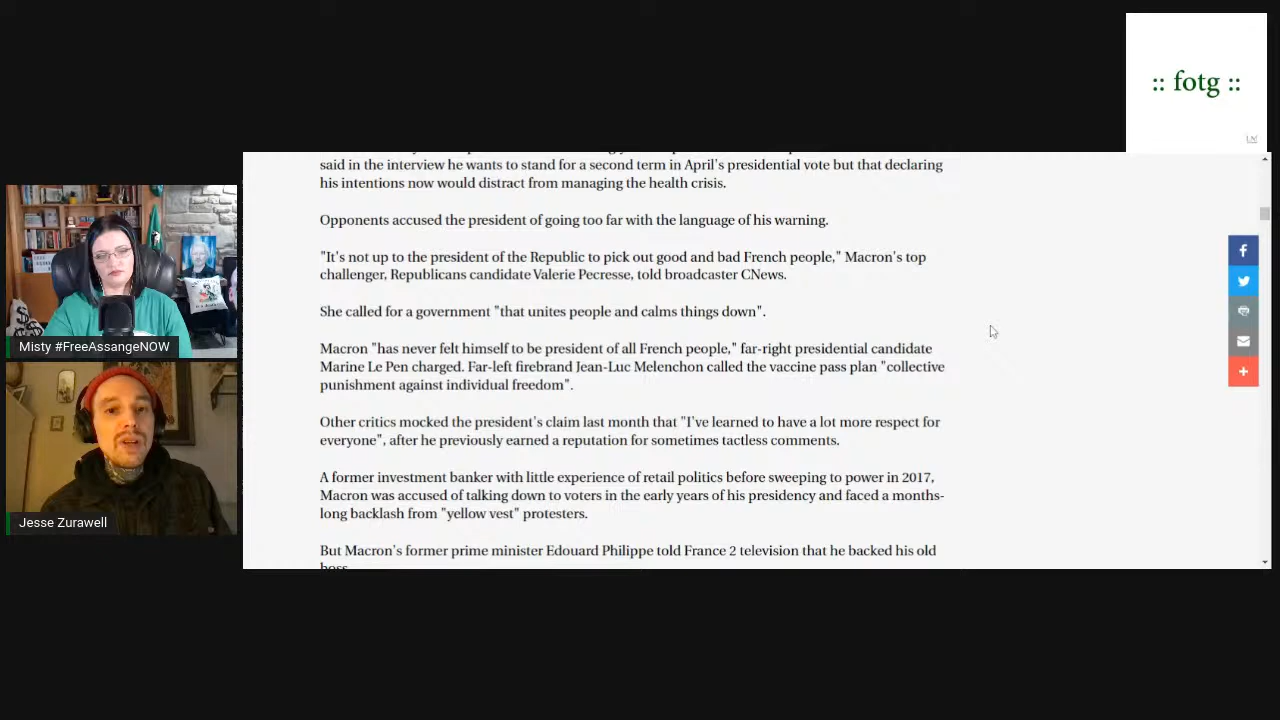 :: fotg ::
said in the interview he wants to stand for a second term in April's presidential vote but that declaring
his intentions now would distract from managing the health crisis.
Opponents accused the president of going too far with the language of his warning.
"It's not up to the president of the Republic to pick out good and bad French people," Macron's top
challenger, Republicans candidate Valerie Pecresse, told broadcaster CNews.
She called for a government "that unites people and calms things down".
Macron "has never felt himself to be president of all French people," far-right presidential candidate
Marine Le Pen charged. Far-left firebrand Jean-Luc Melenchon called the vaccine pass plan "collective
punishment against individual freedom".
Other critics mocked the president's claim last month that "I've learned to have a lot more respect for
everyone", after he previously earned a reputation for sometimes tactless comments.
A former investment banker with little experience of retail politics before sweeping to power in 2017,
Macron was accused of talking down to voters in the early years of his presidency and faced a months-
long backlash from "yellow vest" protesters.
But Macron's former prime minister Edouard Philippe told France 2 television that he backed his old
boss.
Misty #FreeAssangeNOW
Jesse Zurawell